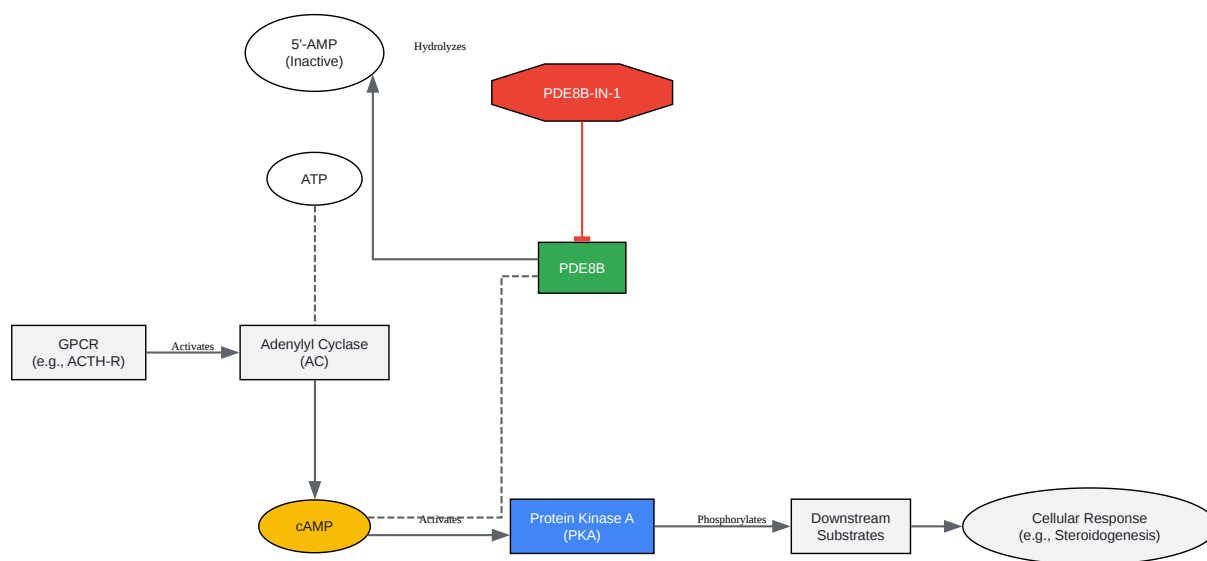 5'-AMP
(Inactive)
Hydrolyzes
PDE8B-IN-1
ATP
PDE8B
GPCR
(e.g., ACTH-R)
Activates
Adenylyl Cyclase
(AC)
cAMP
Activates
Protein Kinase A
(PKA)
Phosphorylates
Downstream
Substrates
Cellular Response
(e.g., Steroidogenesis)